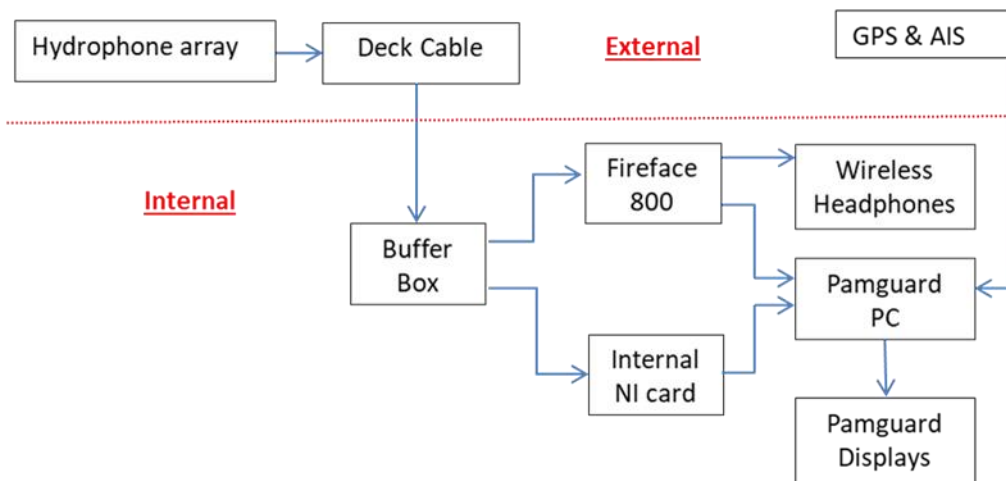 Hydrophone array
Deck Cable
External
GPS & AIS
Internal
Fireface
800
Wireless
Headphones
Buffer
Box
Pamguard
PC
Internal
NI card
Pamguard
Displays